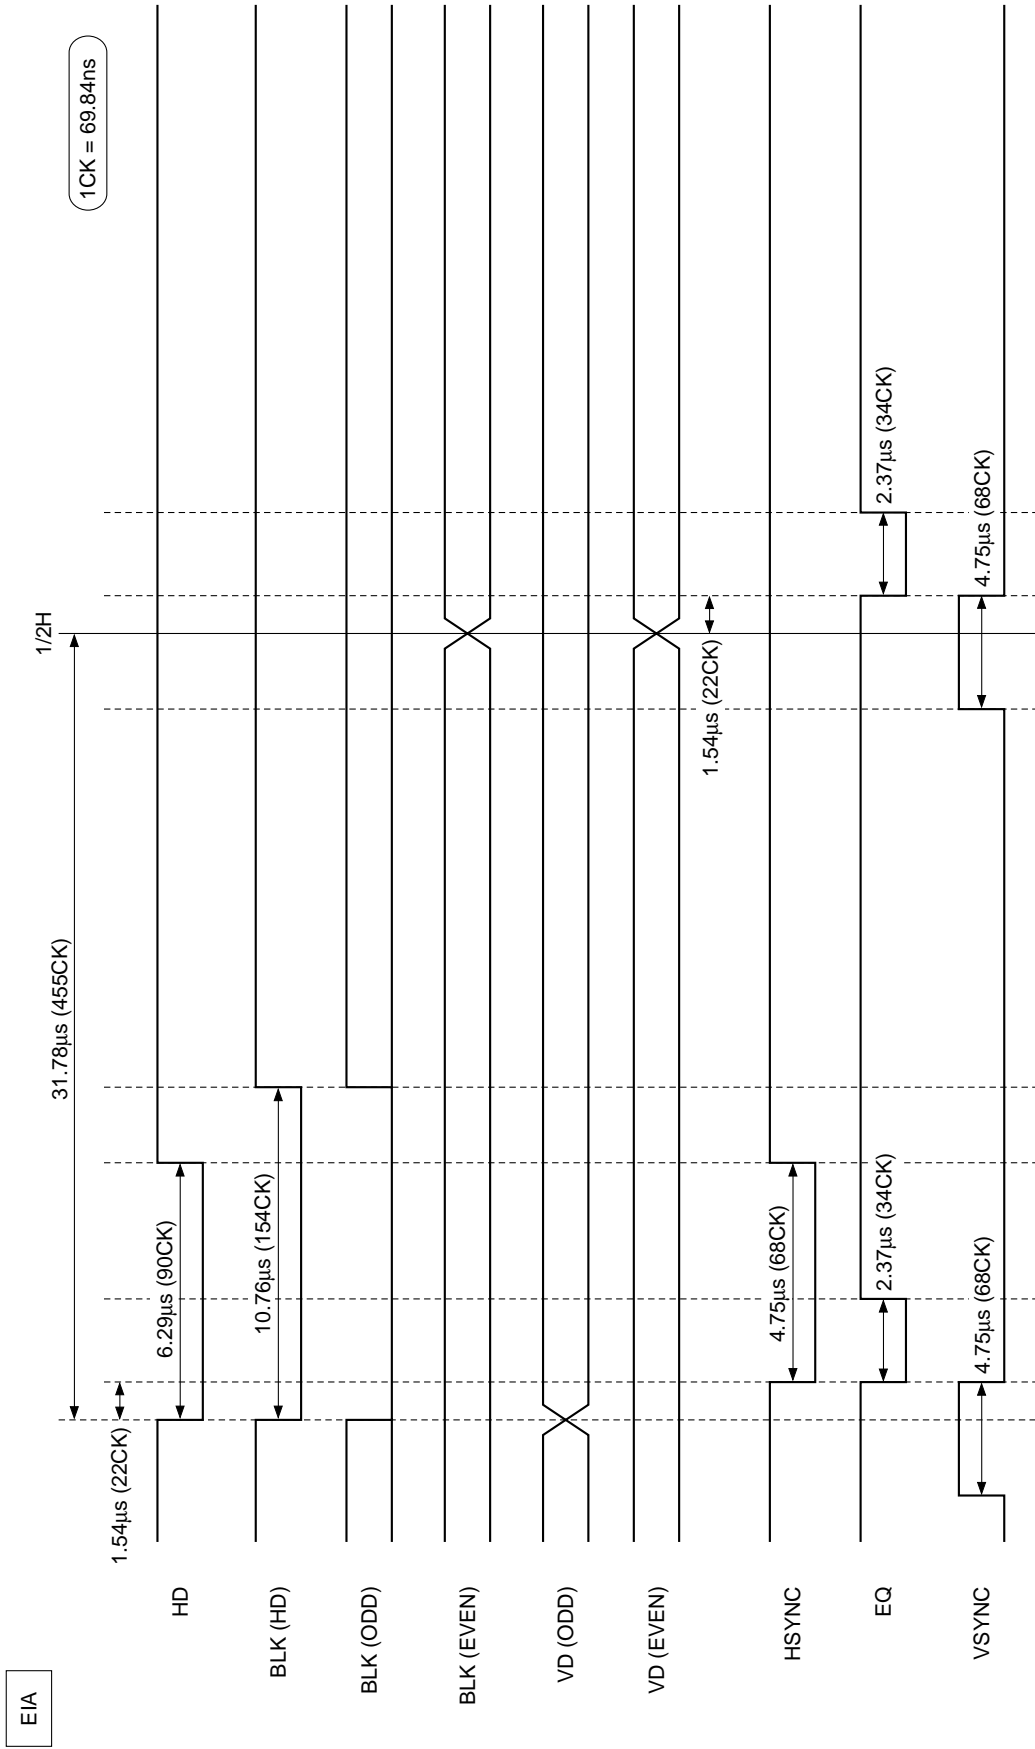 EIA
1CK = 69.84ns
1/2H
31.78µs (455CK)
1.54µs (22CK)
HD
6.29µs (90CK)
BLK (HD)
10.76µs (154CK)
BLK (ODD)
BLK (EVEN)
VD (ODD)
VD (EVEN)
1.54µs (22CK)
HSYNC
4.75µs (68CK)
EQ
2.37µs (34CK)
2.37µs (34CK)
VSYNC
4.75µs (68CK)
4.75µs (68CK)